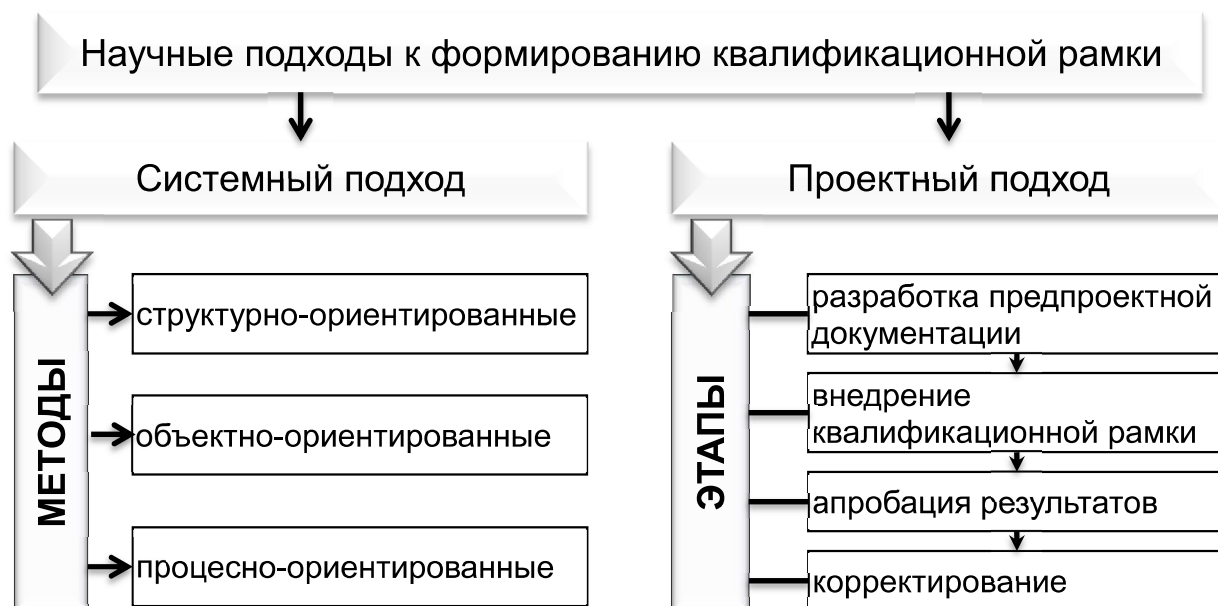 Научные подходы к формированию квалификационной рамки
Системный подход
Проектный подход
МЕТОДЫ
структурно-ориентированные
объектно-ориентированные
процесно-ориентированные
ЭТАПЫ
разработка предпроектной
документации
внедрение
квалификационной рамки
апробация результатов
корректирование